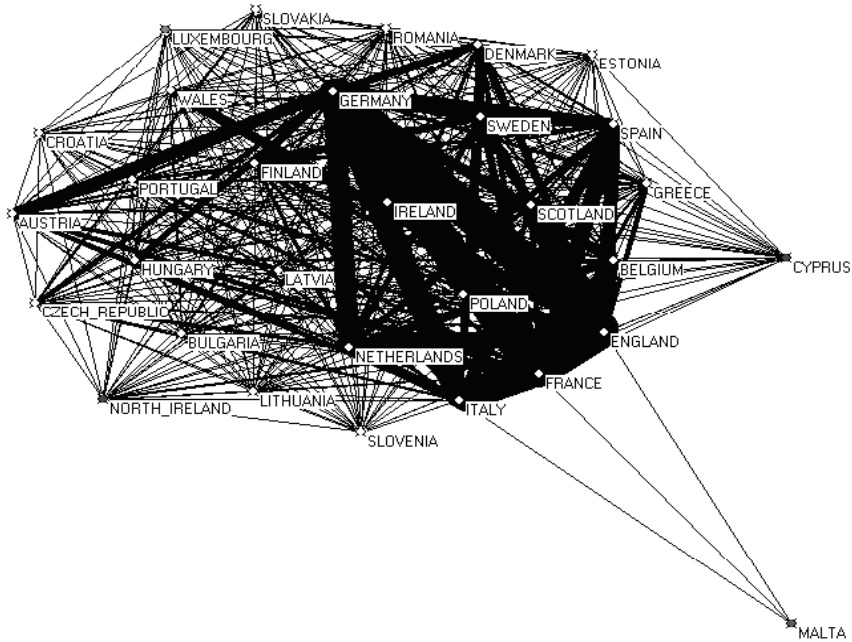 SLOVAKIA
LUXEMBOURG
ROMANIA
DENMARK
ESTONIA
WALES
GERMANY
SWEDEN
SPAIN
CROATIA
FINLAND
PORTUGAL
GREECE
IRELAND
SCOTLAND
AUSTRIA
HUNGARY
LATVIA
BELGIUM
CYPRUS
POLAND
CZECH_REPUBLIC
BULGARIA
ENGLAND
NETHERLANDS
FRANCE
LITHUANIA
NORTH_IRELAND
ITALY
SLOVENIA
MALTA